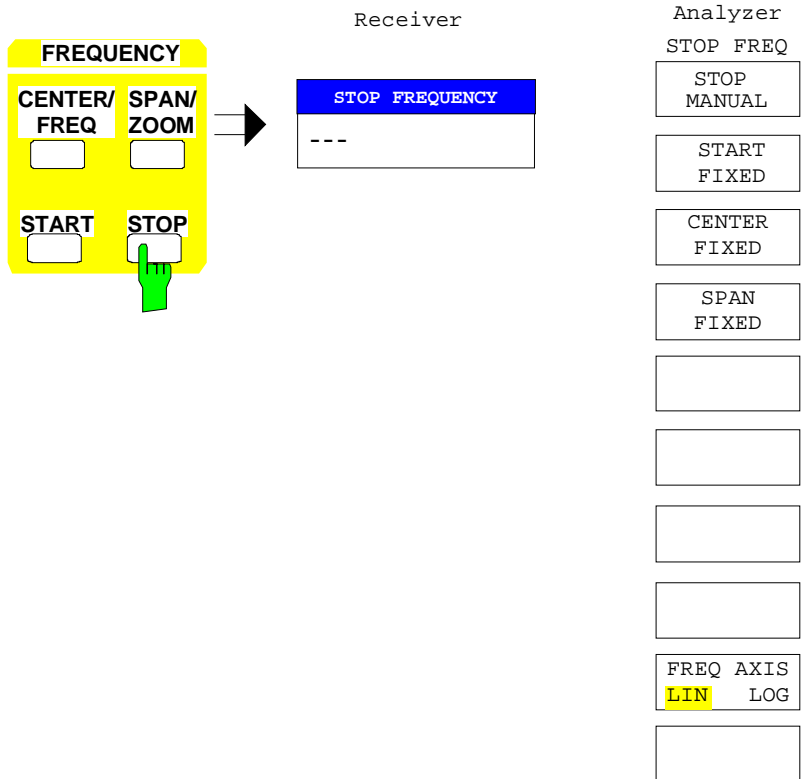 Receiver
Analyzer
FREQUENCY
CENTER/
FREQ
SPAN/
ZOOM
START
STOP
STOP FREQUENCY
---
STOP FREQ
STOP
MANUAL
START
FIXED
CENTER
FIXED
SPAN
FIXED
FREQ AXIS
LIN LOG